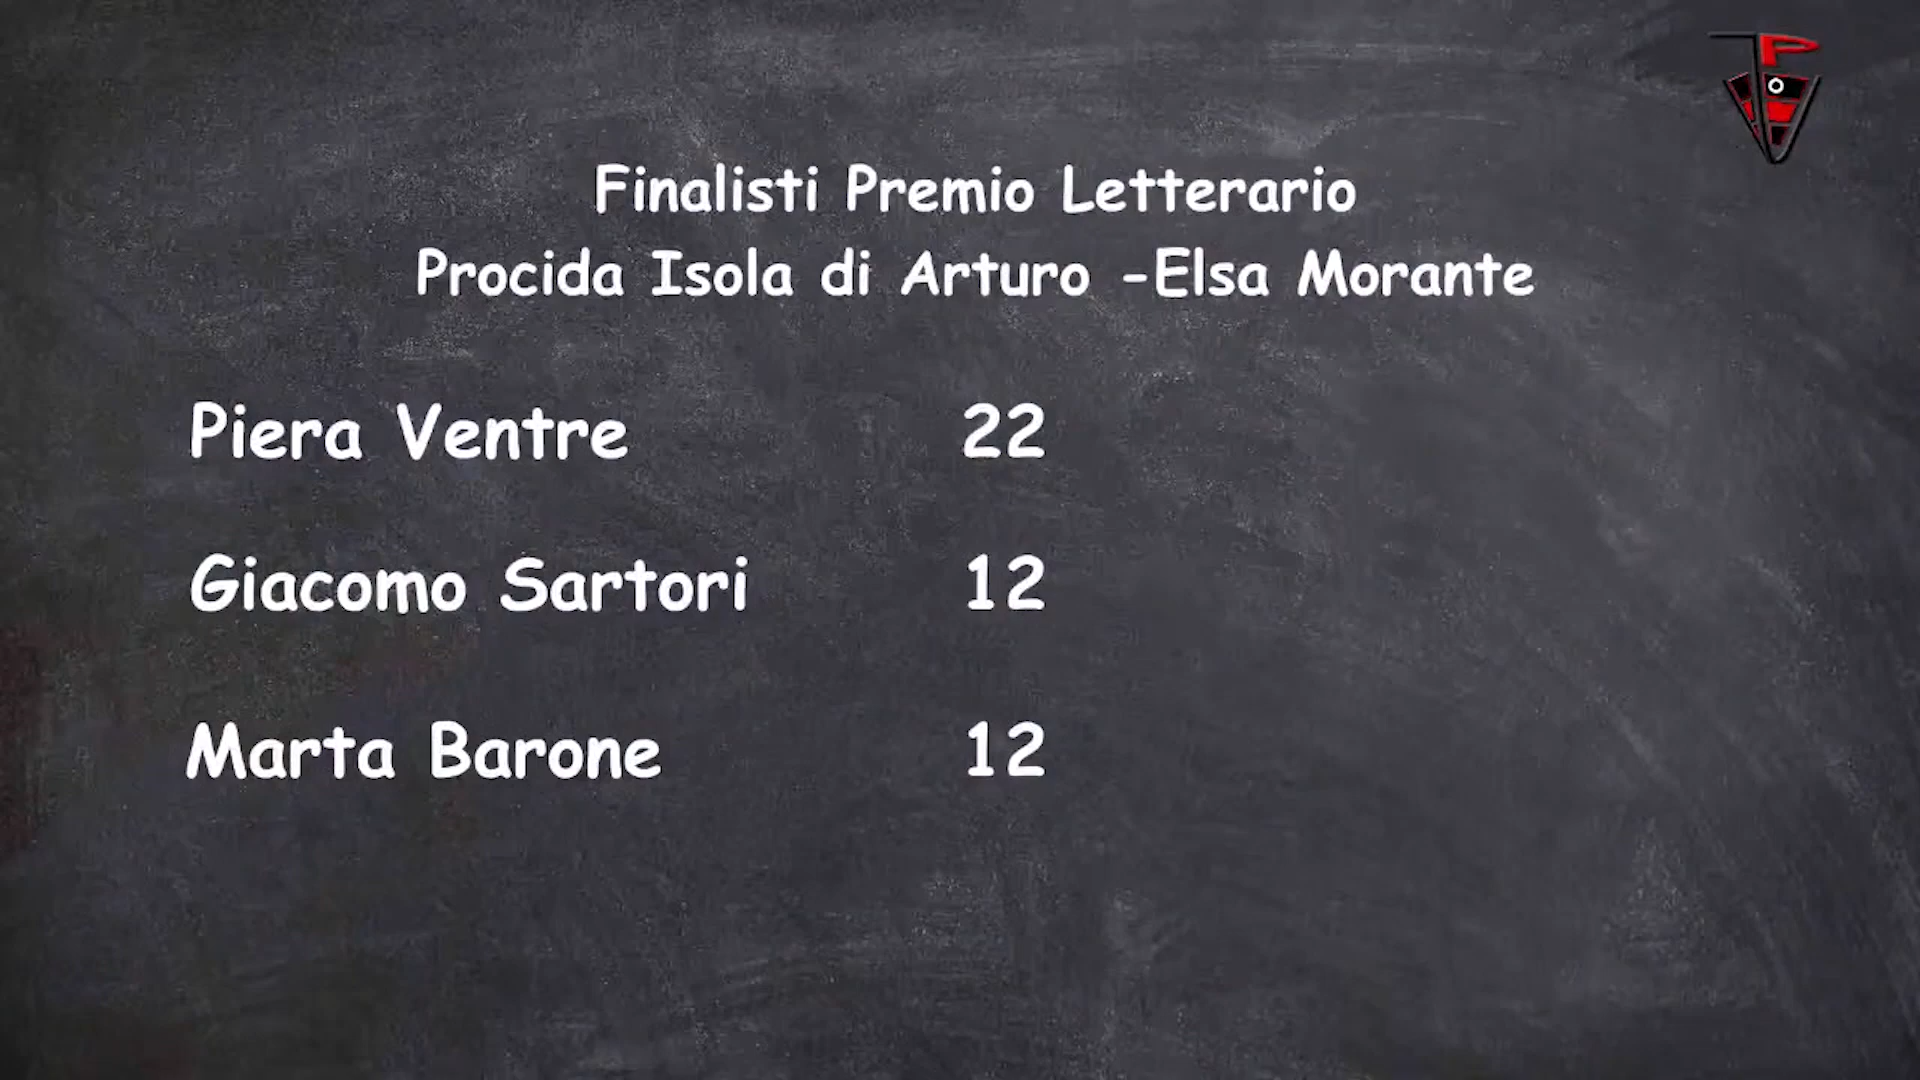 Finalisti Premio Letterario
Procida Isola di Arturo -Elsa Morante
Piera Ventre 22
Giacomo Sartori 12
Marta Barone 12